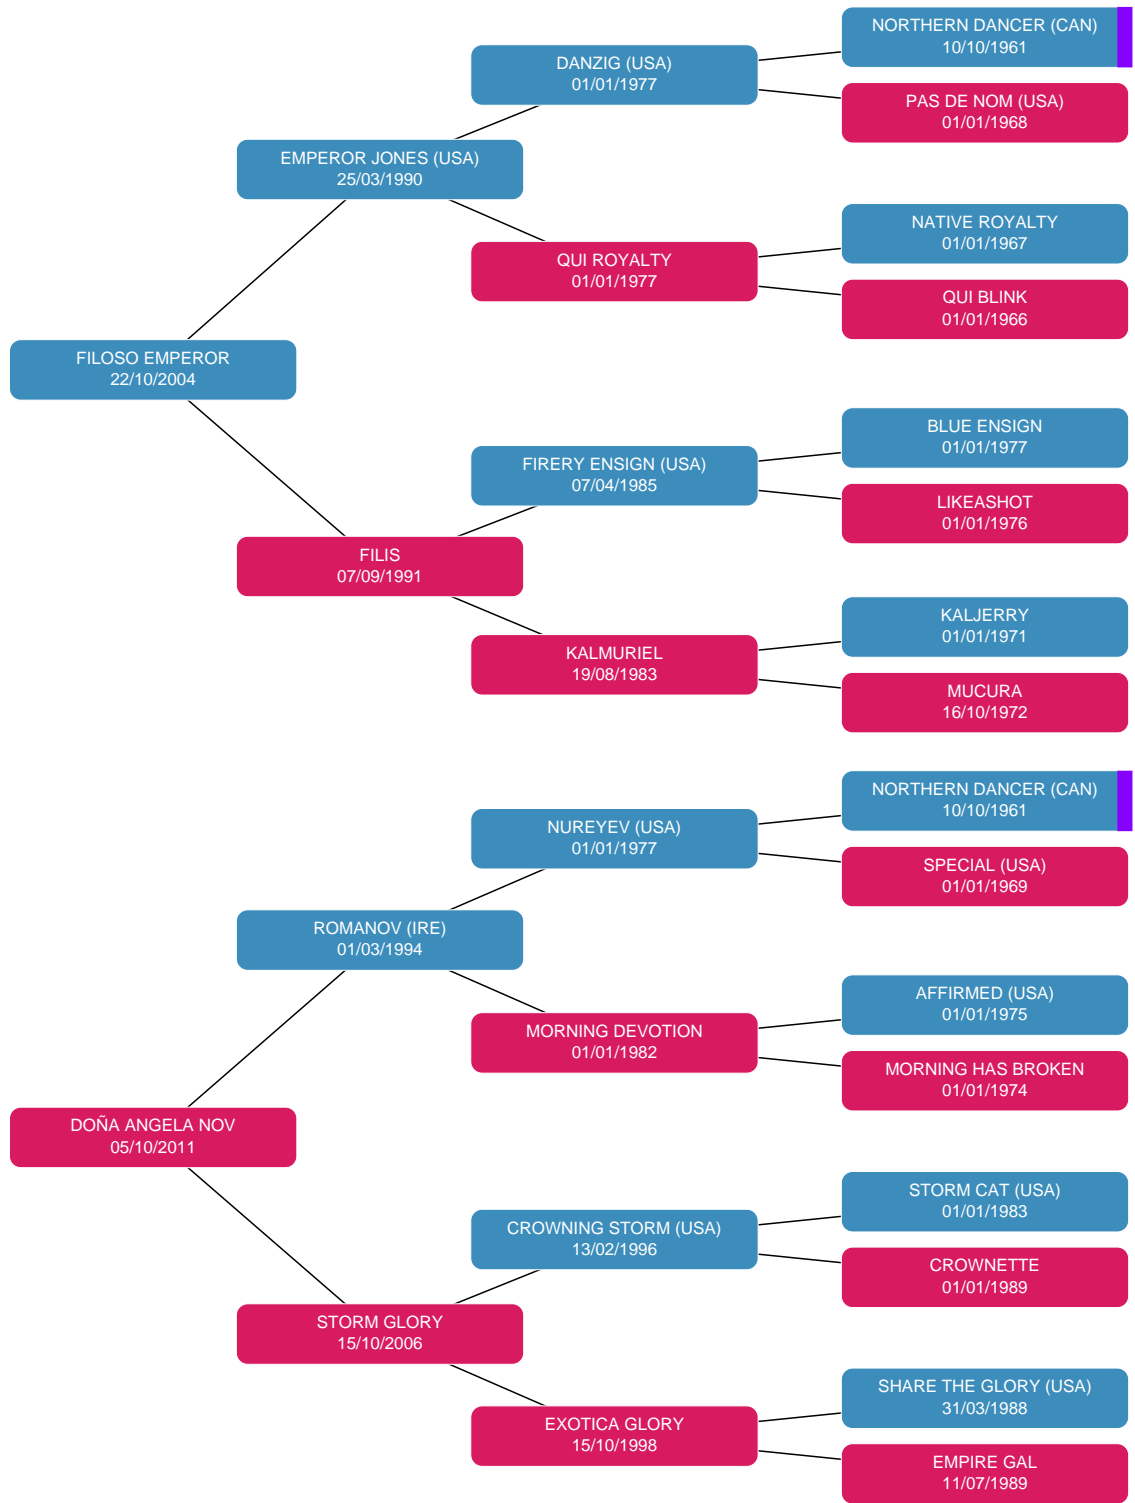 NORTHERN DANCER (CAN)
10/10/1961
DANZIG (USA)
01/01/1977
PAS DE NOM (USA)
01/01/1968
EMPEROR JONES (USA)
25/03/1990
NATIVE ROYALTY
01/01/1967
QUI ROYALTY
01/01/1977
QUI BLINK
01/01/1966
FILOSO EMPEROR
22/10/2004
BLUE ENSIGN
01/01/1977
FIRERY ENSIGN (USA)
07/04/1985
LIKEASHOT
01/01/1976
FILIS
07/09/1991
KALJERRY
01/01/1971
KALMURIEL
19/08/1983
MUCURA
16/10/1972
NORTHERN DANCER (CAN)
10/10/1961
NUREYEV (USA)
01/01/1977
SPECIAL (USA)
01/01/1969
ROMANOV (IRE)
01/03/1994
AFFIRMED (USA)
01/01/1975
MORNING DEVOTION
01/01/1982
MORNING HAS BROKEN
01/01/1974
DOÑA ANGELA NOV
05/10/2011
STORM CAT (USA)
01/01/1983
CROWNING STORM (USA)
13/02/1996
CROWNETTE
01/01/1989
STORM GLORY
15/10/2006
SHARE THE GLORY (USA)
31/03/1988
EXOTICA GLORY
15/10/1998
EMPIRE GAL
11/07/1989